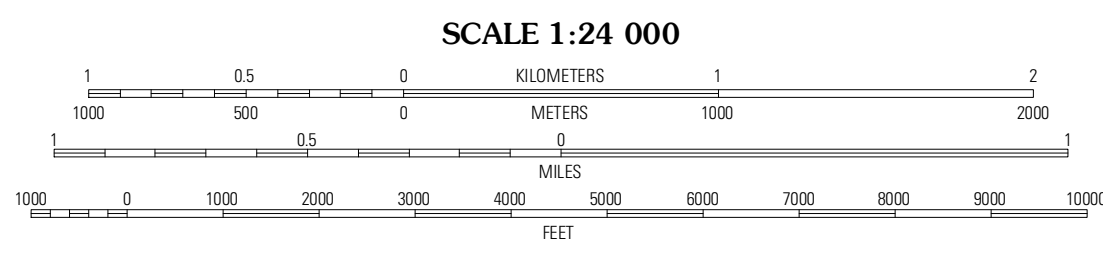 SCALE 1:24 000
1 0.5 0 KILOMETERS 1 2
1000 500 0 METERS 1000 2000
1 0.5 0 1
MILES
1000 0 1000 2000 3000 4000 5000 6000 7000 8000 9000 10000
FEET